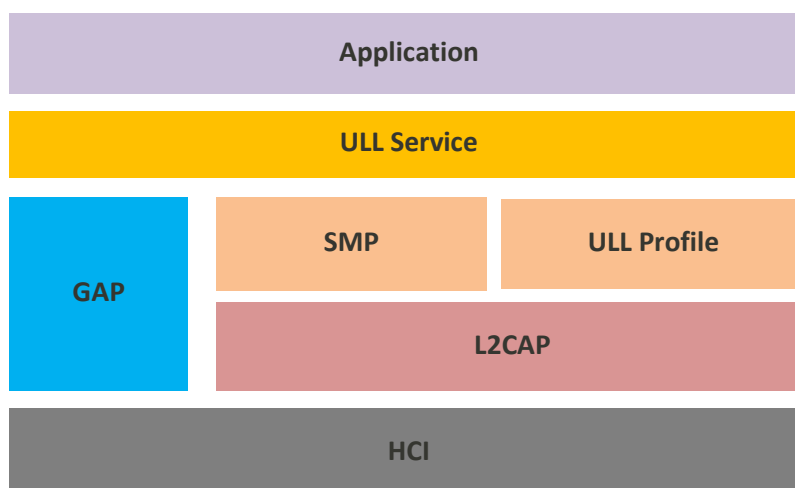 Application
ULL Service
SMP
ULL Profile
GAP
L2CAP
HCI